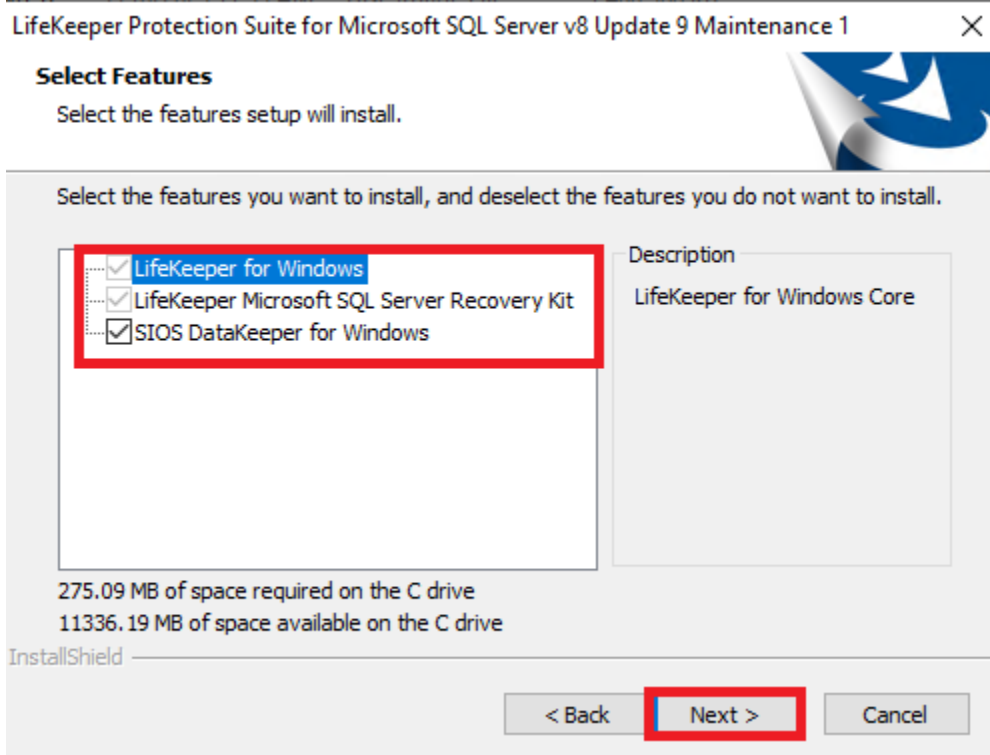 LifeKeeper Protection Suite for Microsoft SQL Server v8 Update 9 Maintenance 1
Select Features
Select the features setup will install.
Select the features you want to install, and deselect the features you do not want to install.
LifeKeeper for Windows
LifeKeeper Microsoft SQL Server Recovery Kit
SIOS DataKeeper for Windows
Description
LifeKeeper for Windows Core
275.09 MB of space required on the C drive
11336.19 MB of space available on the C drive
InstallShield
< Back
Next >
Cancel